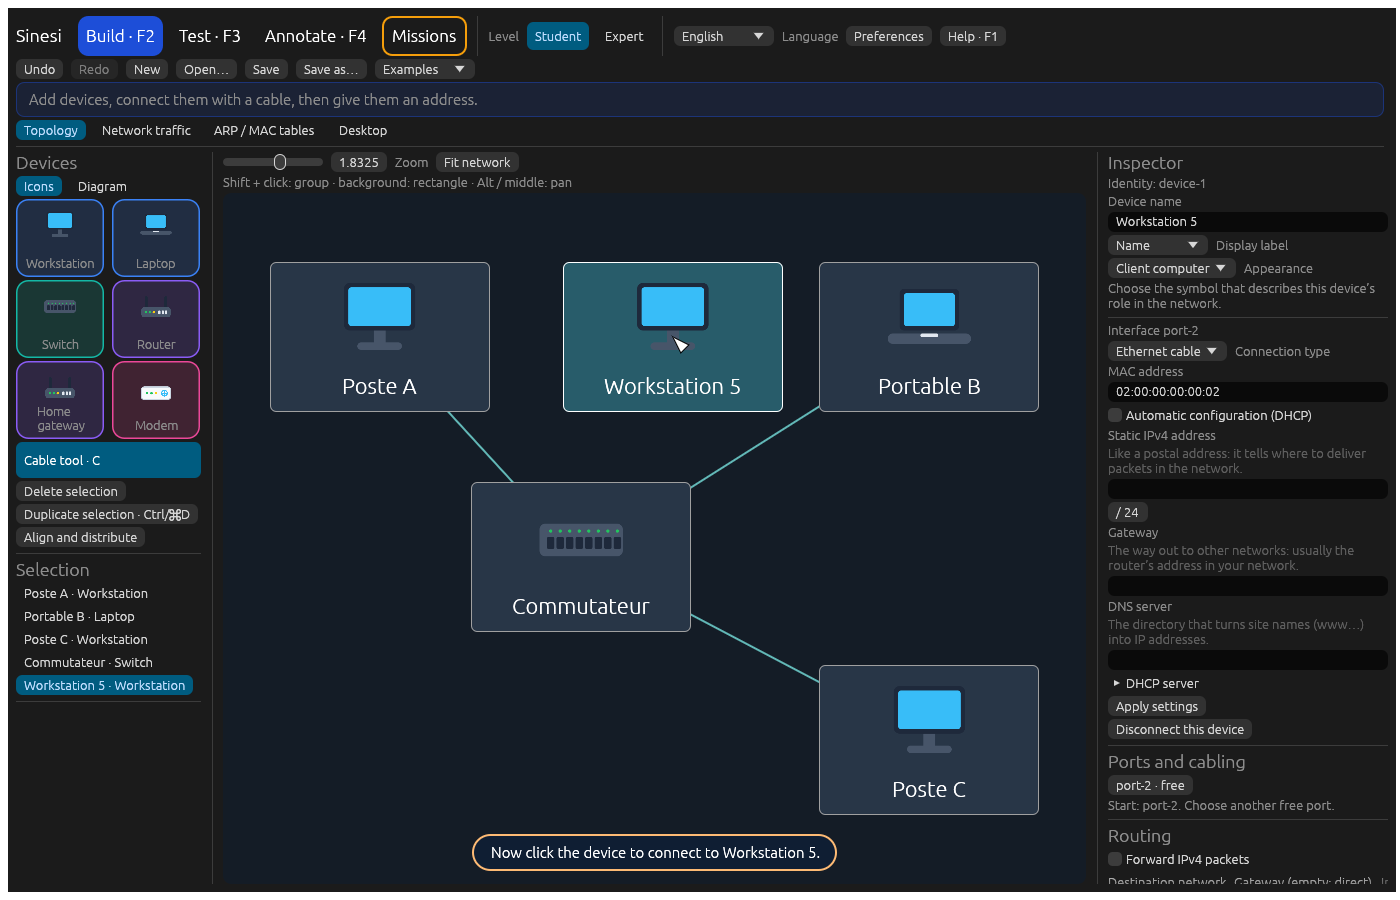 Sinesi Build · F2 Test · F3 Annotate · F4 Missions Level Student Expert English Language Preferences Help · F1
Undo Redo New Open… Save Save as… Examples
Add devices, connect them with a cable, then give them an address.
Topology Network traffic ARP / MAC tables Desktop
Devices
Icons Diagram
Workstation Laptop
Switch Router
Home gateway Modem
Cable tool · C
Delete selection
Duplicate selection · Ctrl/⌘D
Align and distribute
Selection
Poste A · Workstation
Portable B · Laptop
Poste C · Workstation
Commutateur · Switch
Workstation 5 · Workstation
1.8325 Zoom Fit network
Shift + click: group · background: rectangle · Alt / middle: pan
Poste A Workstation 5 Portable B
Commutateur
Poste C
Now click the device to connect to Workstation 5.
Inspector
Identity: device-1
Device name
Workstation 5
Name Display label
Client computer Appearance
Choose the symbol that describes this device's
role in the network.
Interface port-2
Ethernet cable Connection type
MAC address
02:00:00:00:00:02
Automatic configuration (DHCP)
Static IPv4 address
Like a postal address: it tells where to deliver
packets in the network.
/ 24
Gateway
The way out to other networks: usually the
router's address in your network.
DNS server
The directory that turns site names (www…)
into IP addresses.
DHCP server
Apply settings
Disconnect this device
Ports and cabling
port-2 · free
Start: port-2. Choose another free port.
Routing
Forward IPv4 packets
Destination network Gateway (empty: direct)